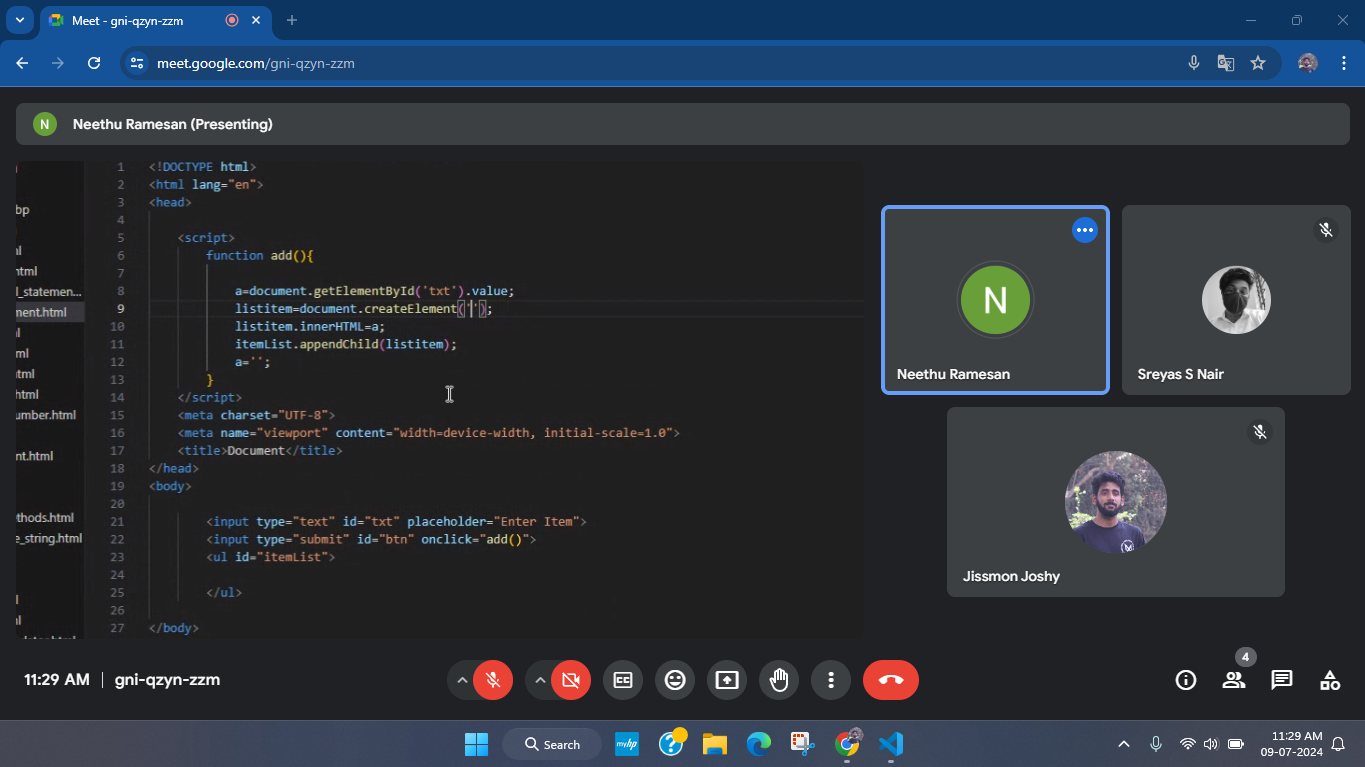 Meet - gni-qzyn-zzm
meet.google.com/gni-qzyn-zzm
N
Neethu Ramesan (Presenting)
1 <!DOCTYPE html>
2 <html lang="en">
3 <head>
4
5 <script>
6 function add(){
7
8 a=document.getElementById('txt').value;
9 listitem=document.createElement('');
10 listitem.innerHTML=a;
11 itemList.appendChild(listitem);
12 a='';
13 }
14 </script>
15 <meta charset="UTF-8">
16 <meta name="viewport" content="width=device-width, initial-scale=1.0">
17 <title>Document</title>
18 </head>
19 <body>
20
21 <input type="text" id="txt" placeholder="Enter Item">
22 <input type="submit" id="btn" onclick="add()">
23 <ul id="itemList">
24
25 </ul>
26
27 </body>
bp
html
l_statemen...
ment.html
ml
html
umber.html
nt.html
thods.html
e_string.html
N
Neethu Ramesan
Sreyas S Nair
Jissmon Joshy
11:29 AM
gni-qzyn-zzm
4
Search
myhp
11:29 AM
09-07-2024